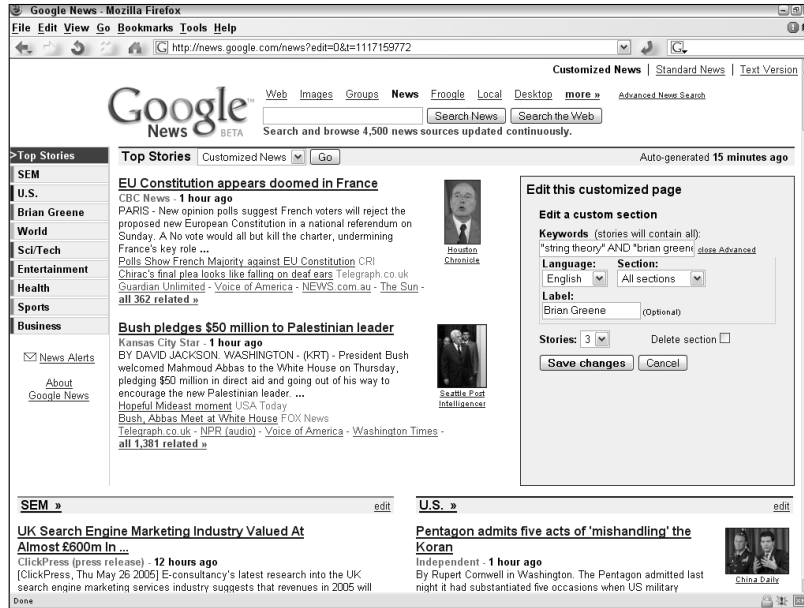 Google News - Mozilla Firefox
File Edit View Go Bookmarks Tools Help
http://news.google.com/news?edit=0&t=1117159772
Customized News | Standard News | Text Version
Google News BETA
Web Images Groups News Froogle Local Desktop more » Advanced News Search
Search News Search the Web
Search and browse 4,500 news sources updated continuously.
>Top Stories
SEM
U.S.
Brian Greene
World
Sci/Tech
Entertainment
Health
Sports
Business
News Alerts
About
Google News
Top Stories Customized News Go Auto-generated 15 minutes ago
EU Constitution appears doomed in France
CBC News - 1 hour ago
PARIS - New opinion polls suggest French voters will reject the
proposed new European Constitution in a national referendum on
Sunday. A No vote would all but kill the charter, undermining
France's key role ...
Polls Show French Majority against EU Constitution CRI
Chirac's final plea looks like falling on deaf ears Telegraph.co.uk
Guardian Unlimited - Voice of America - NEWS.com.au - The Sun -
all 362 related »
Houston
Chronicle
Bush pledges $50 million to Palestinian leader
Kansas City Star - 1 hour ago
BY DAVID JACKSON. WASHINGTON - (KRT) - President Bush
welcomed Mahmoud Abbas to the White House on Thursday,
pledging $50 million in direct aid and going out of his way to
encourage the new Palestinian leader. ...
Hopeful Mideast moment USA Today
Bush, Abbas Meet at White House FOX News
Telegraph.co.uk - NPR (audio) - Voice of America - Washington Times -
all 1,381 related »
Seattle Post
Intelligencer
Edit this customized page
Edit a custom section
Keywords (stories will contain all):
"string theory" AND "brian greene close Advanced
Language: Section:
English All sections
Label:
Brian Greene (Optional)
Stories: 3 Delete section
Save changes Cancel
SEM » edit
UK Search Engine Marketing Industry Valued At
Almost £600m In ...
ClickPress (press release) - 12 hours ago
[ClickPress, Thu May 26 2005] E-consultancy's latest research into the UK
search engine marketing services industry suggests that revenues in 2005 will
U.S. » edit
Pentagon admits five acts of 'mishandling' the
Koran
Independent - 1 hour ago
By Rupert Cornwell in Washington. The Pentagon admitted last
night it had substantiated five occasions when US military
China Daily
Done